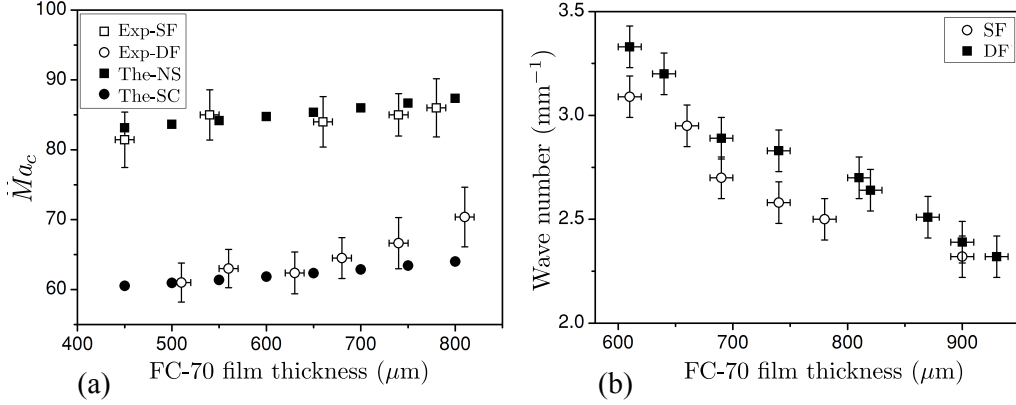 Exp-SF
Exp-DF
The-NS
The-SC
100
90
80
70
60
Ma_c
400 500 600 700 800
FC-70 film thickness (μm)
(a)
SF
DF
3.5
3.0
2.5
2.0
Wave number (mm⁻¹)
600 700 800 900
FC-70 film thickness (μm)
(b)